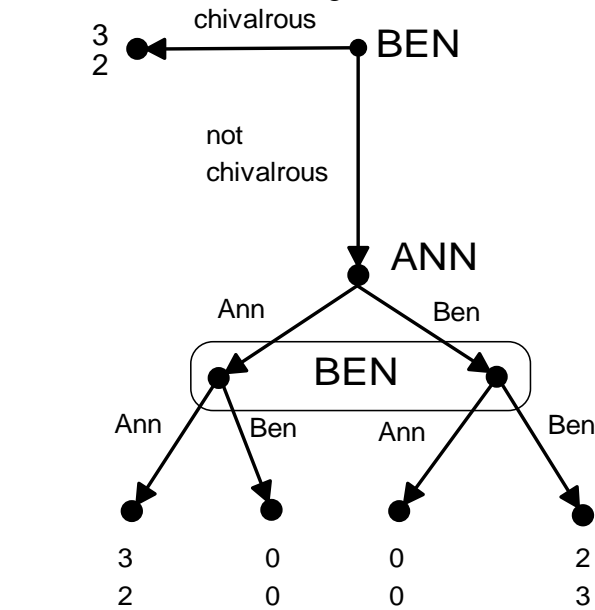 chivalrous
3
2
BEN
not
chivalrous
ANN
Ann
Ben
BEN
Ann
Ben
Ann
Ben
3 0 0 2
2 0 0 3